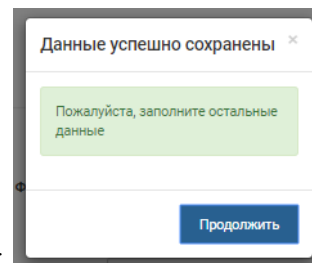 Данные успешно сохранены ×
Пожалуйста, заполните остальные
данные
Ф
Продолжить